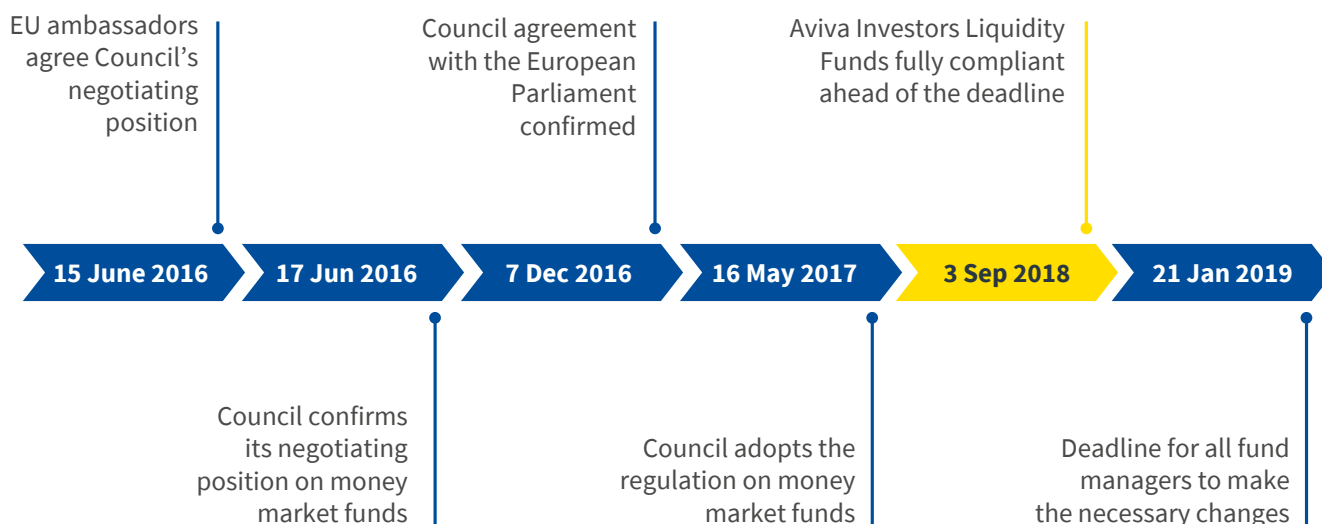 EU ambassadors
agree Council’s
negotiating
position
Council agreement
with the European
Parliament
confirmed
Aviva Investors Liquidity
Funds fully compliant
ahead of the deadline
15 June 2016
17 Jun 2016
7 Dec 2016
16 May 2017
3 Sep 2018
21 Jan 2019
Council confirms
its negotiating
position on money
market funds
Council adopts the
regulation on money
market funds
Deadline for all fund
managers to make
the necessary changes